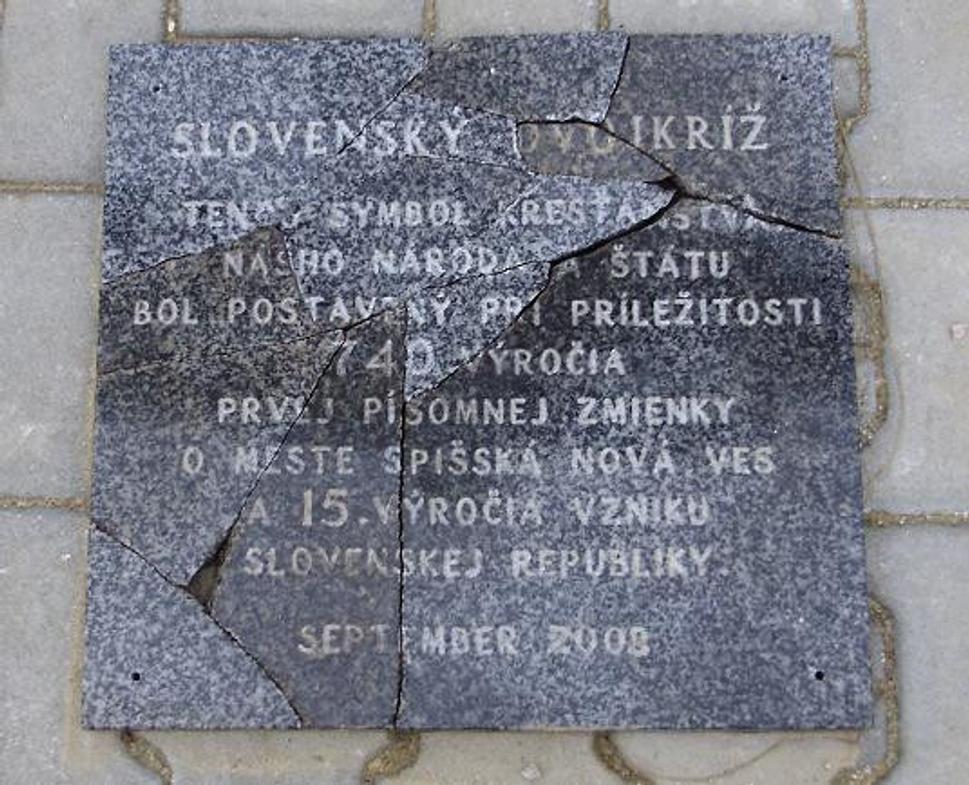 SLOVENSKÝ DVOJKRÍŽ
TENTO SYMBOL KRESŤANSTVA
NÁŠHO NÁRODA A ŠTÁTU
BOL POSTAVENÝ PRI PRÍLEŽITOSTI
740 VÝROČIA
PRVEJ PÍSOMNEJ ZMIENKY
O MESTE SPIŠSKÁ NOVÁ VES
A 15. VÝROČIA VZNIKU
SLOVENSKEJ REPUBLIKY.
SEPTEMBER 2008